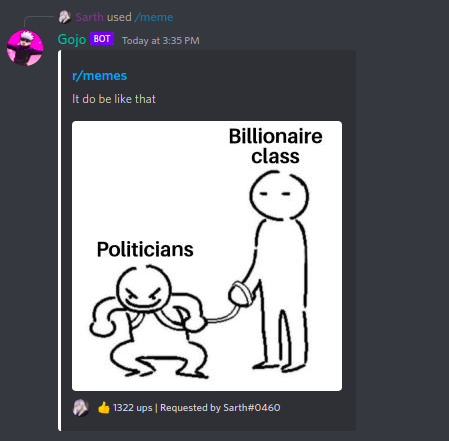 Sarth used /meme
Gojo BOT Today at 3:35 PM
r/memes
It do be like that
Billionaire
class
Politicians
👍 1322 ups | Requested by Sarth#0460